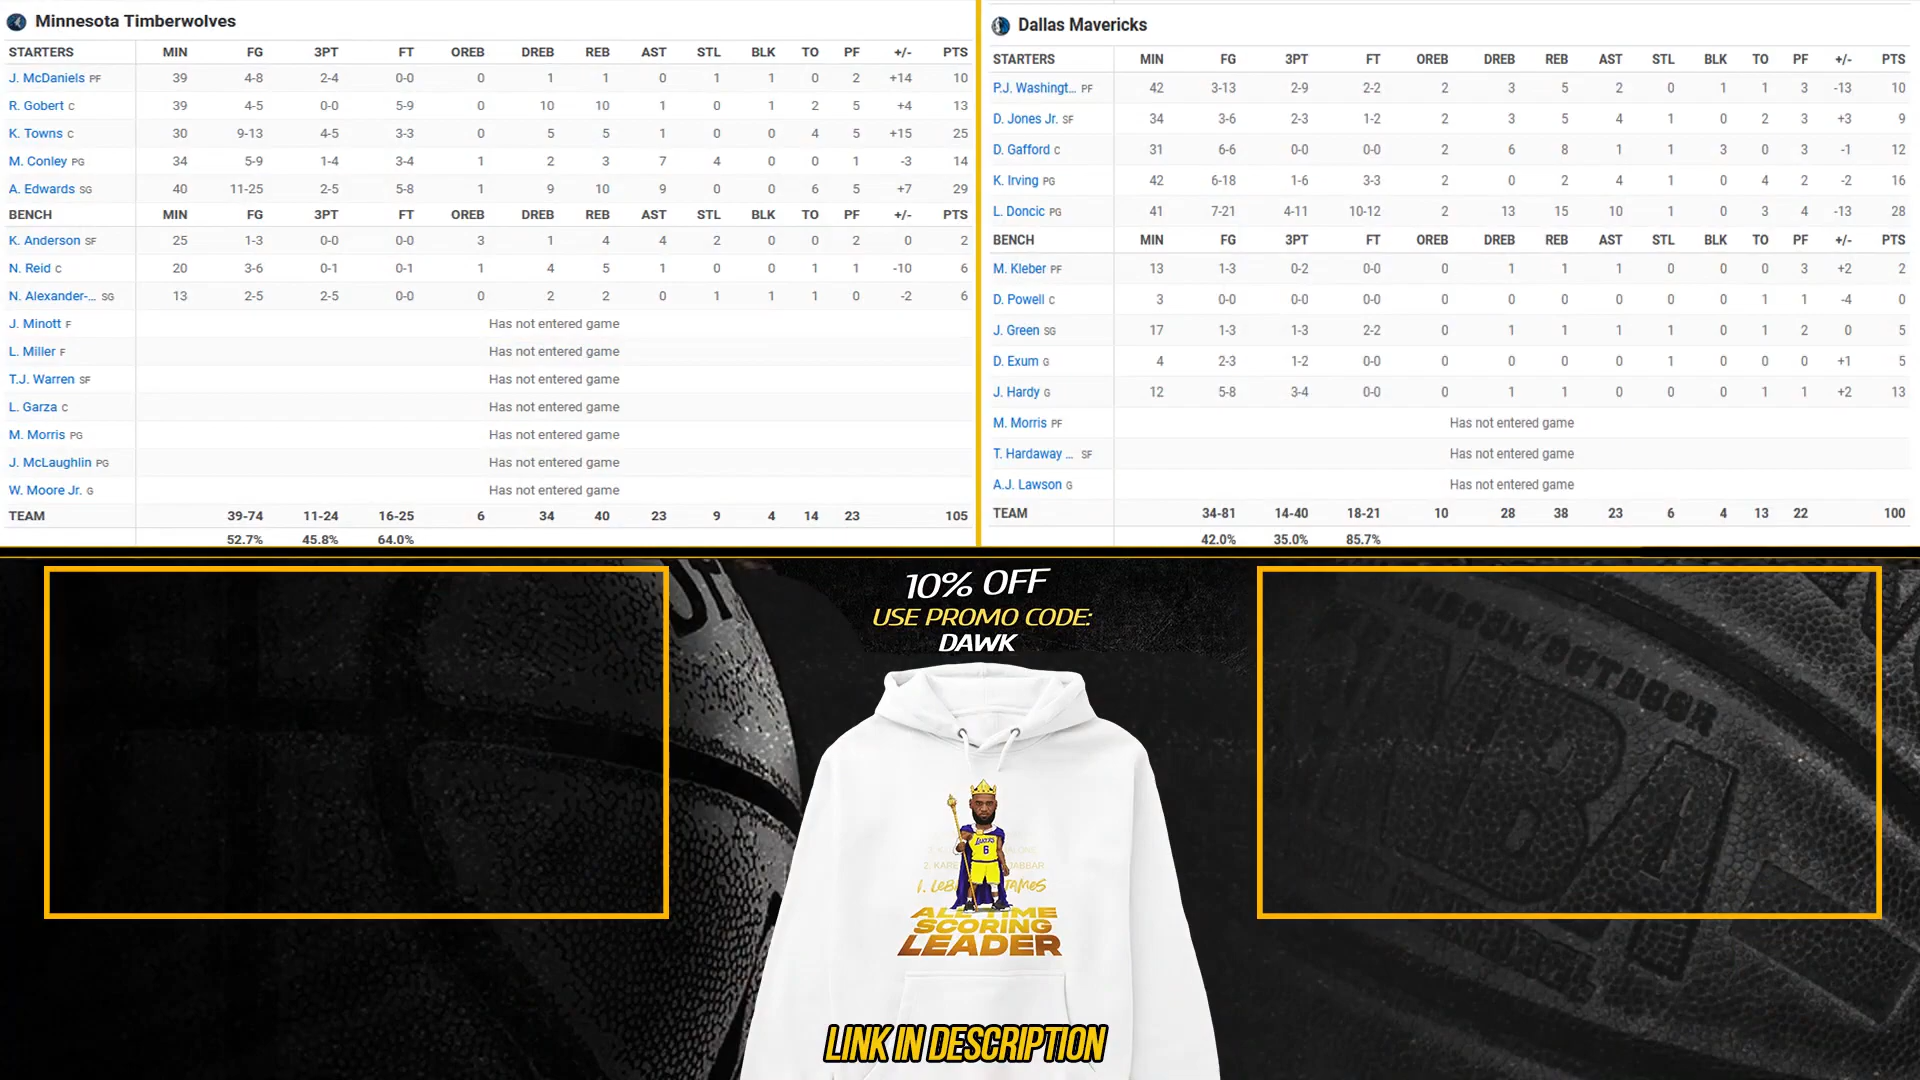 Minnesota Timberwolves
STARTERS MIN FG 3PT FT OREB DREB REB AST STL BLK TO PF +/- PTS
J. McDaniels PF 39 4-8 2-4 0-0 0 1 1 0 1 1 0 2 +14 10
R. Gobert C 39 4-5 0-0 5-9 0 10 10 1 0 1 2 5 +4 13
K. Towns C 30 9-13 4-5 3-3 0 5 5 1 0 0 4 5 +15 25
M. Conley PG 34 5-9 1-4 3-4 1 2 3 7 4 0 0 1 -3 14
A. Edwards SG 40 11-25 2-5 5-8 1 9 10 9 0 0 6 5 +7 29
BENCH MIN FG 3PT FT OREB DREB REB AST STL BLK TO PF +/- PTS
K. Anderson SF 25 1-3 0-0 0-0 3 1 4 4 2 0 0 2 0 2
N. Reid C 20 3-6 0-1 0-1 1 4 5 1 0 0 1 1 -10 6
N. Alexander-... SG 13 2-5 2-5 0-0 0 2 2 0 1 1 1 0 -2 6
J. Minott F Has not entered game
L. Miller F Has not entered game
T.J. Warren SF Has not entered game
L. Garza C Has not entered game
M. Morris PG Has not entered game
J. McLaughlin PG Has not entered game
W. Moore Jr. G Has not entered game
TEAM 39-74 11-24 16-25 6 34 40 23 9 4 14 23 105
52.7% 45.8% 64.0%
Dallas Mavericks
STARTERS MIN FG 3PT FT OREB DREB REB AST STL BLK TO PF +/- PTS
P.J. Washingt... PF 42 3-13 2-9 2-2 2 3 5 2 0 1 1 3 -13 10
D. Jones Jr. SF 34 3-6 2-3 1-2 2 3 5 4 1 0 2 3 +3 9
D. Gafford C 31 6-6 0-0 0-0 2 6 8 1 1 3 0 3 -1 12
K. Irving PG 42 6-18 1-6 3-3 2 0 2 4 1 0 4 2 -2 16
L. Doncic PG 41 7-21 4-11 10-12 2 13 15 10 1 0 3 4 -13 28
BENCH MIN FG 3PT FT OREB DREB REB AST STL BLK TO PF +/- PTS
M. Kleber PF 13 1-3 0-2 0-0 0 1 1 1 0 0 0 3 +2 2
D. Powell C 3 0-0 0-0 0-0 0 0 0 0 0 0 1 1 -4 0
J. Green SG 17 1-3 1-3 2-2 0 1 1 1 1 0 1 2 0 5
D. Exum G 4 2-3 1-2 0-0 0 0 0 0 1 0 0 0 +1 5
J. Hardy G 12 5-8 3-4 0-0 0 1 1 0 0 0 1 1 +2 13
M. Morris PF Has not entered game
T. Hardaway ... SF Has not entered game
A.J. Lawson G Has not entered game
TEAM 34-81 14-40 18-21 10 28 38 23 6 4 13 22 100
42.0% 35.0% 85.7%
10% OFF
USE PROMO CODE:
DAWK
LAKERS
6
2. KARE JABBAR
1. LEB JAMES
ALL TIME
SCORING
LEADER
LINK IN DESCRIPTION
OUTDOOR